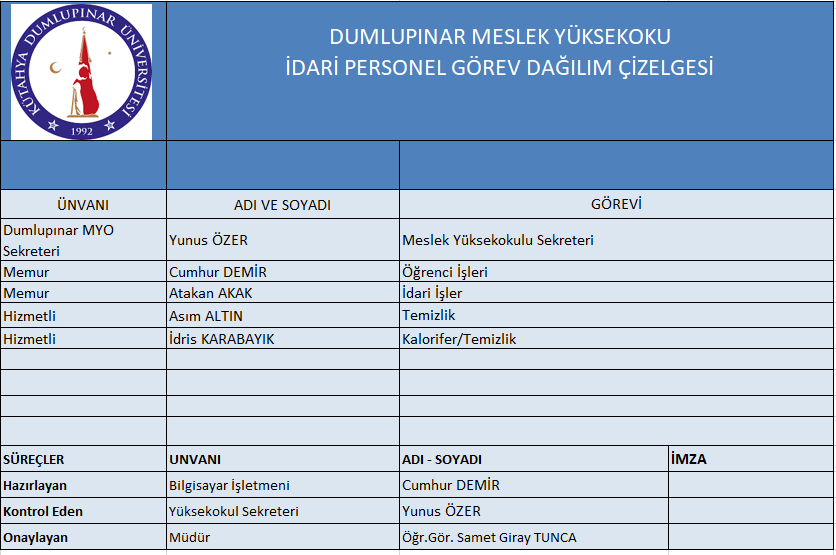 KÜTAHYA DUMLUPINAR ÜNİVERSİTESİ
1992
DUMLUPINAR MESLEK YÜKSEKOKU
İDARİ PERSONEL GÖREV DAĞILIM ÇİZELGESİ
ÜNVANI ADI VE SOYADI GÖREVİ
Dumlupınar MYO
Sekreteri Yunus ÖZER Meslek Yüksekokulu Sekreteri
Memur Cumhur DEMİR Öğrenci İşleri
Memur Atakan AKAK İdari İşler
Hizmetli Asım ALTIN Temizlik
Hizmetli İdris KARABAYIK Kalorifer/Temizlik
SÜREÇLER UNVANI ADI - SOYADI İMZA
Hazırlayan Bilgisayar İşletmeni Cumhur DEMİR
Kontrol Eden Yüksekokul Sekreteri Yunus ÖZER
Onaylayan Müdür Öğr.Gör. Samet Giray TUNCA